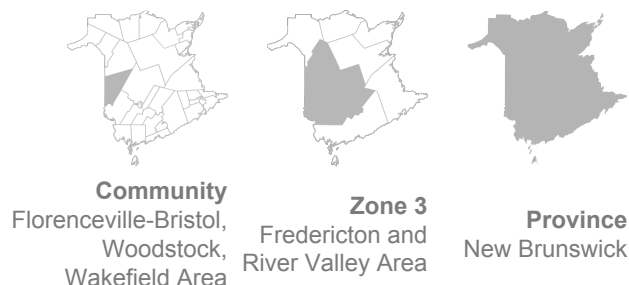 Community
Florenceville-Bristol,
Woodstock,
Wakefield Area
Zone 3
Fredericton and
River Valley Area
Province
New Brunswick